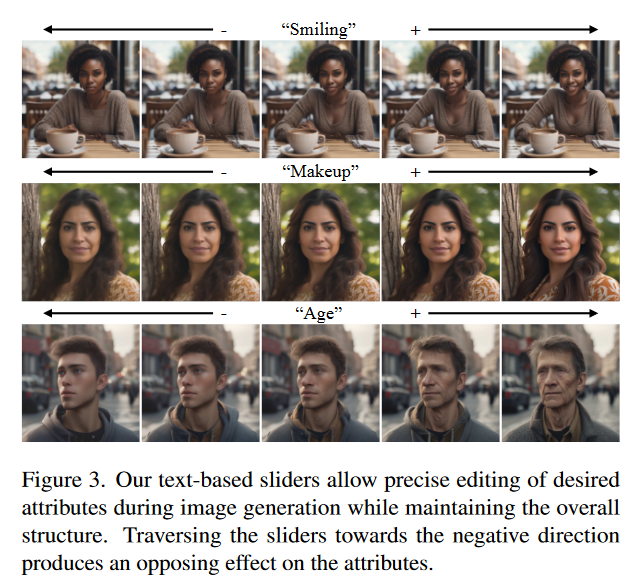 - “Smiling” +
- “Makeup” +
- “Age” +
Figure 3. Our text-based sliders allow precise editing of desired
attributes during image generation while maintaining the overall
structure. Traversing the sliders towards the negative direction
produces an opposing effect on the attributes.